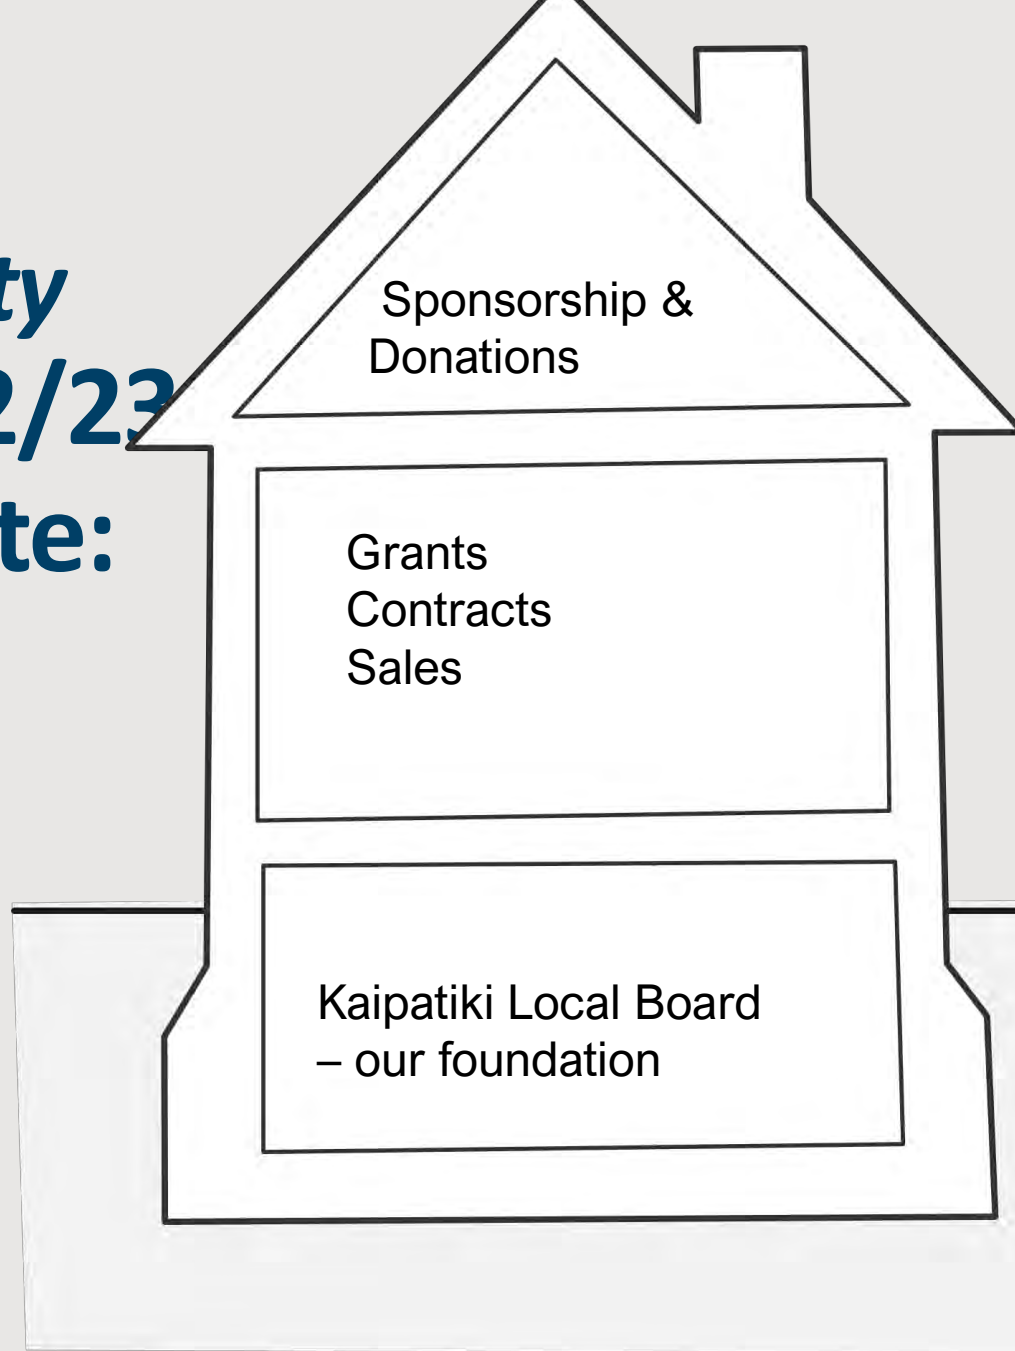 ty
2/23
te:
Sponsorship &
Donations
Grants
Contracts
Sales
Kaipatiki Local Board
– our foundation